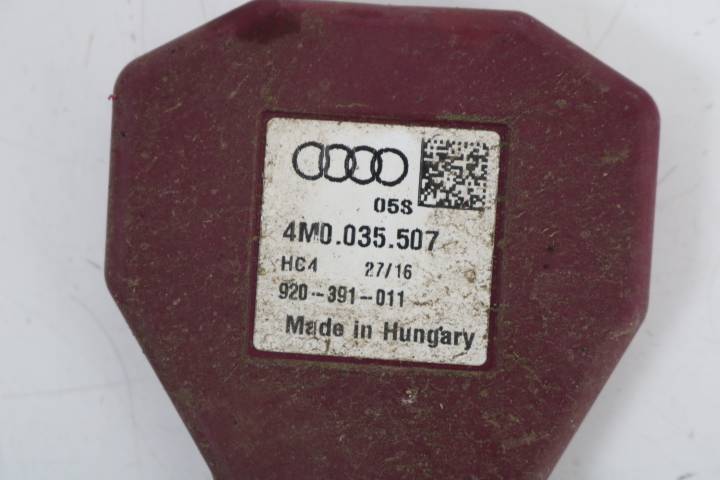 05S
4M0.035.507
HC4 27/16
920-391-011
Made in Hungary